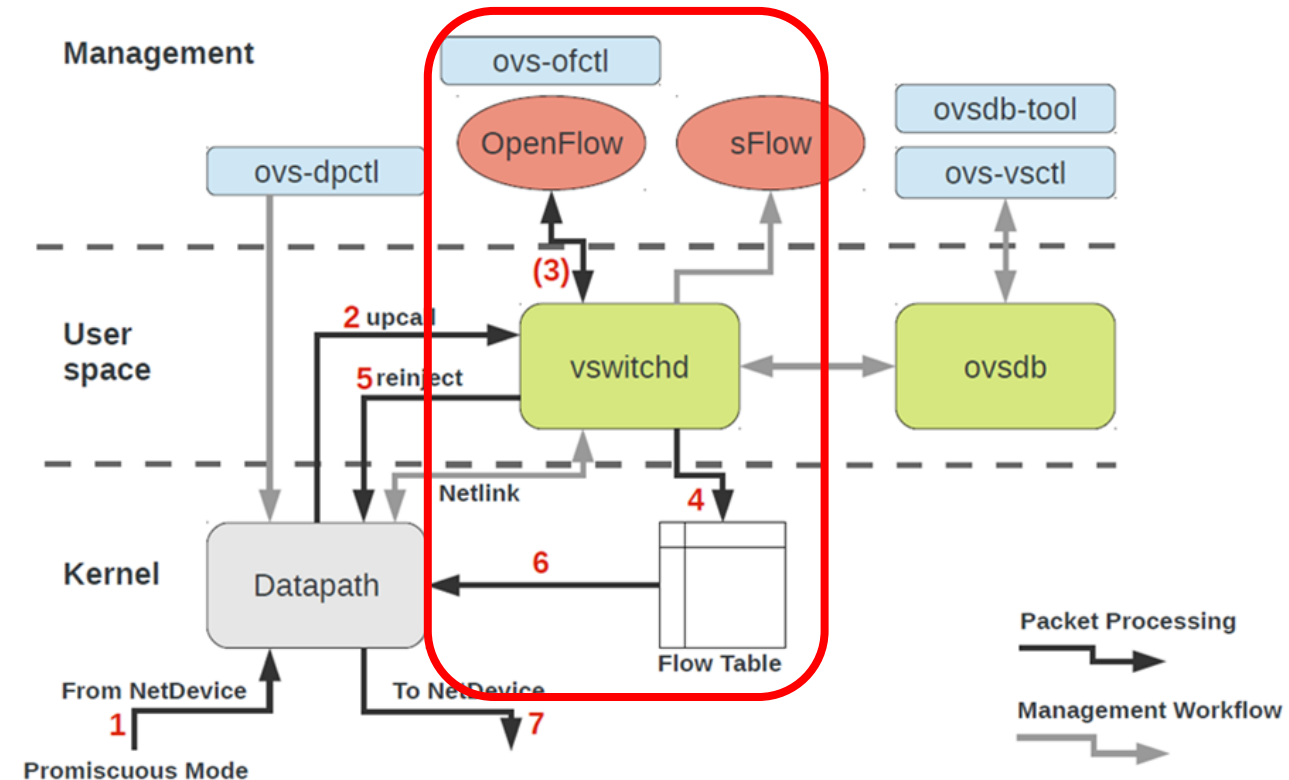 Management
ovs-ofctl
OpenFlow
sFlow
ovsdb-tool
ovs-vsctl
ovs-dpctl
(3)
2 upcall
User
space
5 reinject
vswitchd
ovsdb
Netlink
4
Kernel
Datapath
6
Flow Table
From NetDevice
1
Promiscuous Mode
To NetDevice
7
Packet Processing
Management Workflow